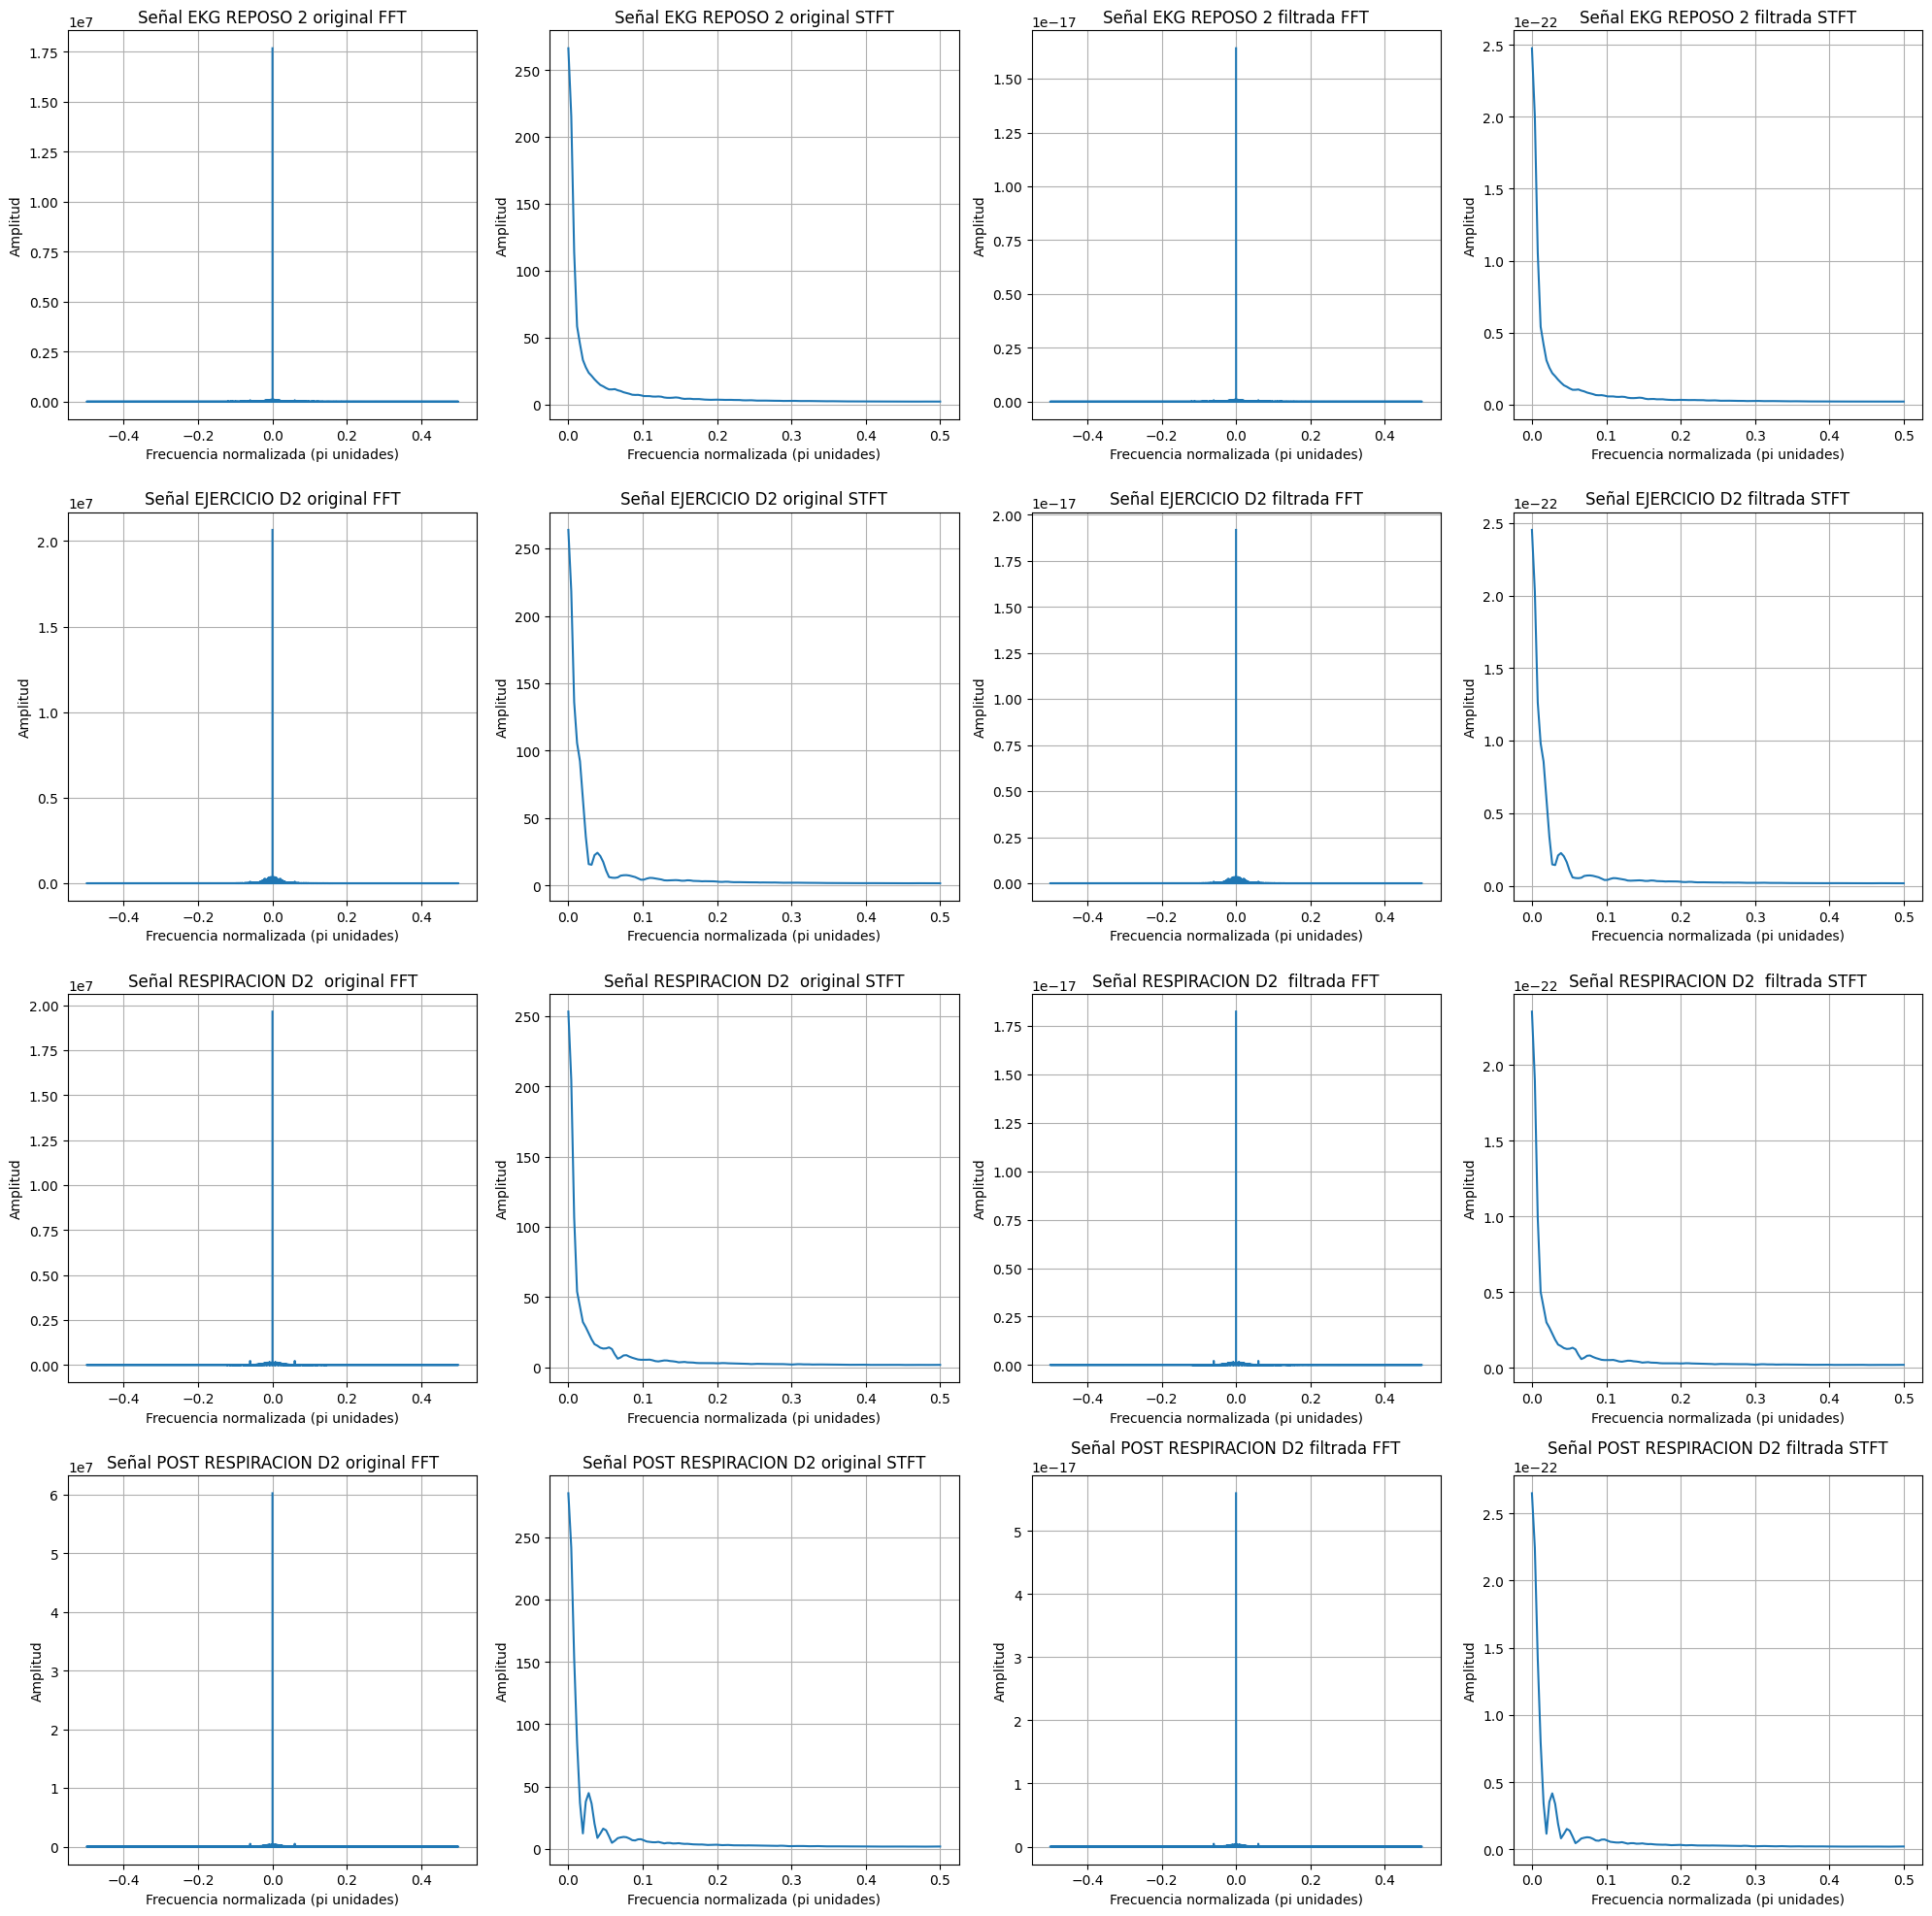 Señal EKG REPOSO 2 original FFT
1e7
1.75
1.50
1.25
1.00
0.75
0.50
0.25
0.00
Amplitud
−0.4 −0.2 0.0 0.2 0.4
Frecuencia normalizada (pi unidades)
Señal EKG REPOSO 2 original STFT
250
200
150
100
50
0
Amplitud
0.0 0.1 0.2 0.3 0.4 0.5
Frecuencia normalizada (pi unidades)
Señal EKG REPOSO 2 filtrada FFT
1e−17
1.50
1.25
1.00
0.75
0.50
0.25
0.00
Amplitud
−0.4 −0.2 0.0 0.2 0.4
Frecuencia normalizada (pi unidades)
Señal EKG REPOSO 2 filtrada STFT
1e−22
2.5
2.0
1.5
1.0
0.5
0.0
Amplitud
0.0 0.1 0.2 0.3 0.4 0.5
Frecuencia normalizada (pi unidades)
Señal EJERCICIO D2 original FFT
1e7
2.0
1.5
1.0
0.5
0.0
Amplitud
−0.4 −0.2 0.0 0.2 0.4
Frecuencia normalizada (pi unidades)
Señal EJERCICIO D2 original STFT
250
200
150
100
50
0
Amplitud
0.0 0.1 0.2 0.3 0.4 0.5
Frecuencia normalizada (pi unidades)
Señal EJERCICIO D2 filtrada FFT
1e−17
2.00
1.75
1.50
1.25
1.00
0.75
0.50
0.25
0.00
Amplitud
−0.4 −0.2 0.0 0.2 0.4
Frecuencia normalizada (pi unidades)
Señal EJERCICIO D2 filtrada STFT
1e−22
2.5
2.0
1.5
1.0
0.5
0.0
Amplitud
0.0 0.1 0.2 0.3 0.4 0.5
Frecuencia normalizada (pi unidades)
Señal RESPIRACION D2  original FFT
1e7
2.00
1.75
1.50
1.25
1.00
0.75
0.50
0.25
0.00
Amplitud
−0.4 −0.2 0.0 0.2 0.4
Frecuencia normalizada (pi unidades)
Señal RESPIRACION D2  original STFT
250
200
150
100
50
0
Amplitud
0.0 0.1 0.2 0.3 0.4 0.5
Frecuencia normalizada (pi unidades)
Señal RESPIRACION D2  filtrada FFT
1e−17
1.75
1.50
1.25
1.00
0.75
0.50
0.25
0.00
Amplitud
−0.4 −0.2 0.0 0.2 0.4
Frecuencia normalizada (pi unidades)
Señal RESPIRACION D2  filtrada STFT
1e−22
2.0
1.5
1.0
0.5
0.0
Amplitud
0.0 0.1 0.2 0.3 0.4 0.5
Frecuencia normalizada (pi unidades)
Señal POST RESPIRACION D2 original FFT
1e7
6
5
4
3
2
1
0
Amplitud
−0.4 −0.2 0.0 0.2 0.4
Frecuencia normalizada (pi unidades)
Señal POST RESPIRACION D2 original STFT
250
200
150
100
50
0
Amplitud
0.0 0.1 0.2 0.3 0.4 0.5
Frecuencia normalizada (pi unidades)
Señal POST RESPIRACION D2 filtrada FFT
1e−17
5
4
3
2
1
0
Amplitud
−0.4 −0.2 0.0 0.2 0.4
Frecuencia normalizada (pi unidades)
Señal POST RESPIRACION D2 filtrada STFT
1e−22
2.5
2.0
1.5
1.0
0.5
0.0
Amplitud
0.0 0.1 0.2 0.3 0.4 0.5
Frecuencia normalizada (pi unidades)